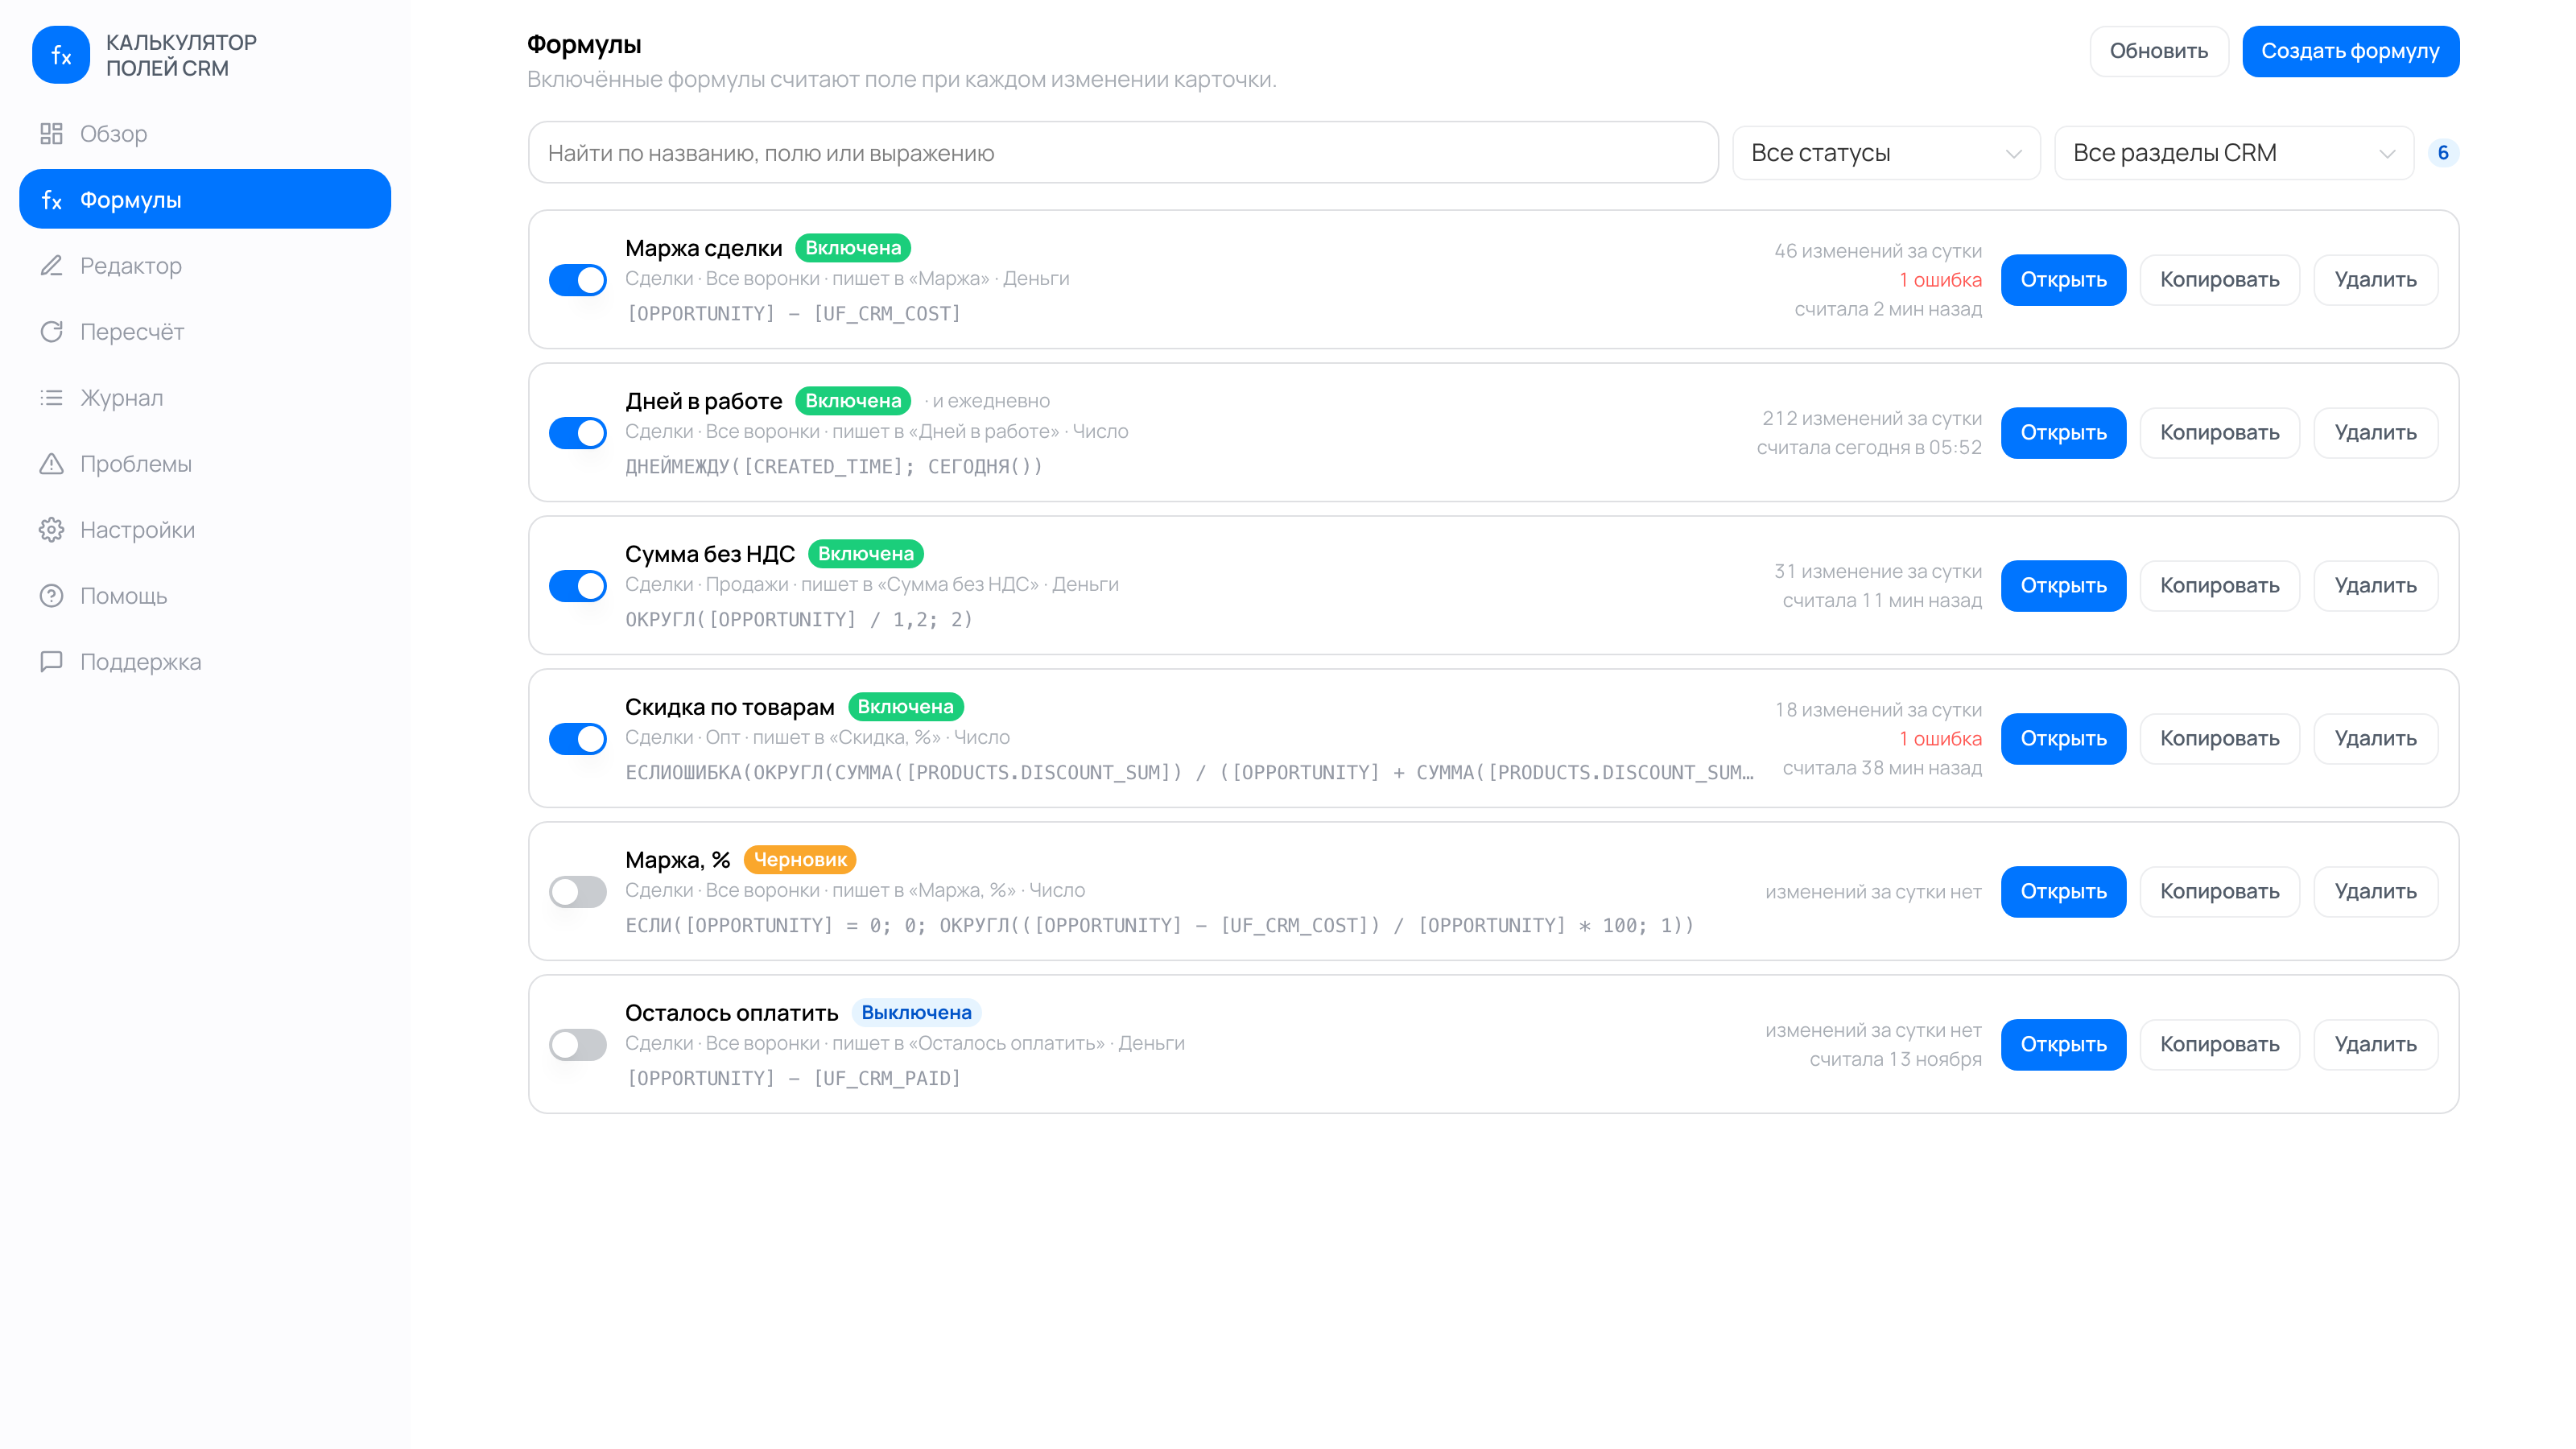 КАЛЬКУЛЯТОР
ПОЛЕЙ CRM
Обзор
Формулы
Редактор
Пересчёт
Журнал
Проблемы
Настройки
Помощь
Поддержка
Формулы
Включённые формулы считают поле при каждом изменении карточки.
Обновить
Создать формулу
Найти по названию, полю или выражению
Все статусы
Все разделы CRM
6
Маржа сделки Включена
Сделки · Все воронки · пишет в «Маржа» · Деньги
[OPPORTUNITY] − [UF_CRM_COST]
46 изменений за сутки
1 ошибка
считала 2 мин назад
Открыть Копировать Удалить
Дней в работе Включена · и ежедневно
Сделки · Все воронки · пишет в «Дней в работе» · Число
ДНЕЙМЕЖДУ([CREATED_TIME]; СЕГОДНЯ())
212 изменений за сутки
считала сегодня в 05:52
Открыть Копировать Удалить
Сумма без НДС Включена
Сделки · Продажи · пишет в «Сумма без НДС» · Деньги
ОКРУГЛ([OPPORTUNITY] / 1,2; 2)
31 изменение за сутки
считала 11 мин назад
Открыть Копировать Удалить
Скидка по товарам Включена
Сделки · Опт · пишет в «Скидка, %» · Число
ЕСЛИОШИБКА(ОКРУГЛ(СУММА([PRODUCTS.DISCOUNT_SUM]) / ([OPPORTUNITY] + СУММА([PRODUCTS.DISCOUNT_SUM…
18 изменений за сутки
1 ошибка
считала 38 мин назад
Открыть Копировать Удалить
Маржа, % Черновик
Сделки · Все воронки · пишет в «Маржа, %» · Число
ЕСЛИ([OPPORTUNITY] = 0; 0; ОКРУГЛ(([OPPORTUNITY] − [UF_CRM_COST]) / [OPPORTUNITY] * 100; 1))
изменений за сутки нет
Открыть Копировать Удалить
Осталось оплатить Выключена
Сделки · Все воронки · пишет в «Осталось оплатить» · Деньги
[OPPORTUNITY] − [UF_CRM_PAID]
изменений за сутки нет
считала 13 ноября
Открыть Копировать Удалить